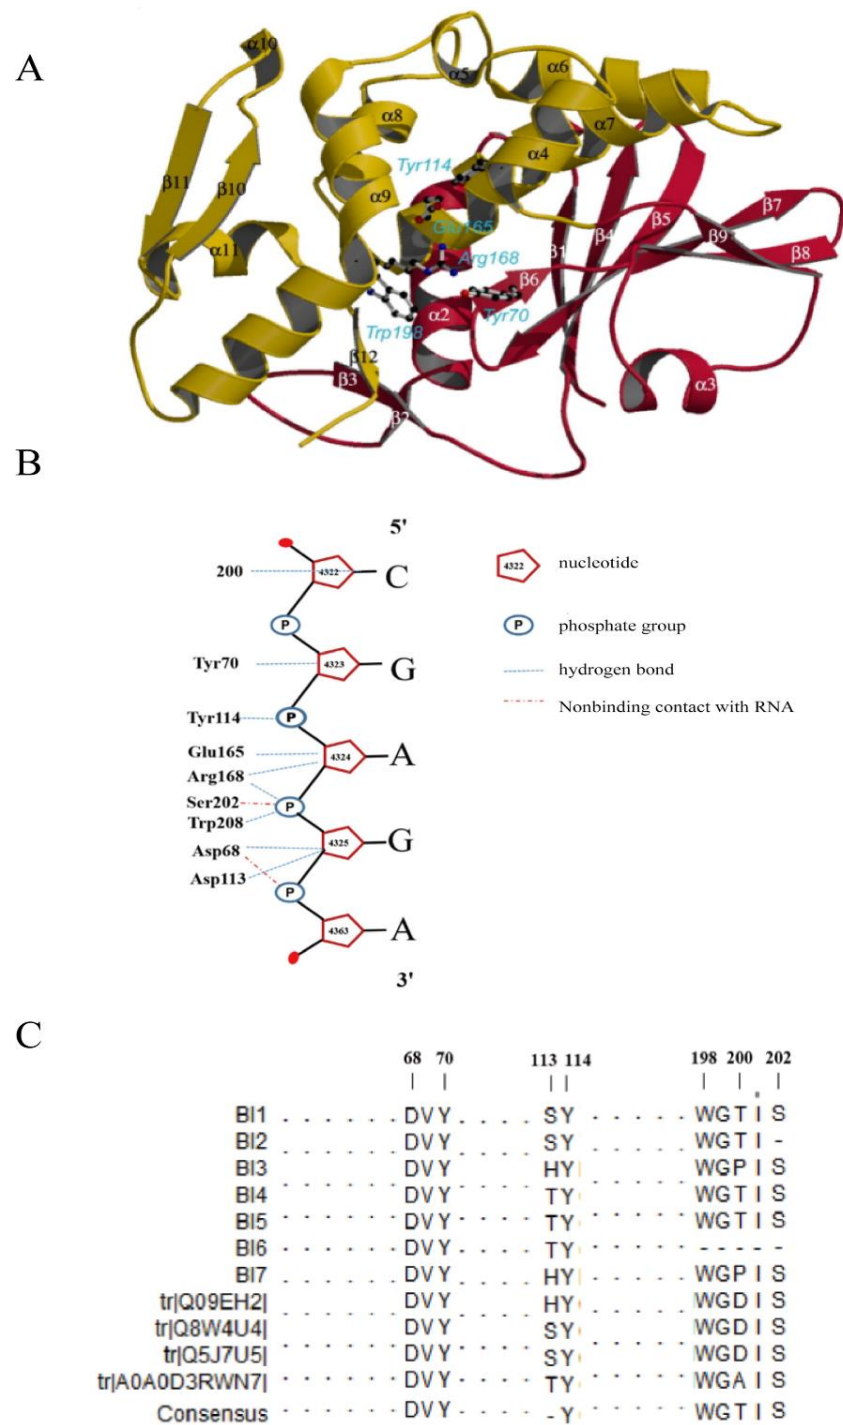 A
α10
α5
α6
α8
α7
α4
Tyr114
β11
β10
α9
β7
β5
Glu165
β4
β9
β1
α11
Arg168
β8
β6
α2
Tyr70
Trp198
β12
β3
α3
β2
B
5'
200
4322
C
4322
nucleotide
P
P
phosphate group
Tyr70
4323
G
hydrogen bond
Tyr114
P
Nonbinding contact with RNA
Glu165
4324
A
Arg168
Ser202
P
Trp208
Asp68
4325
G
Asp113
P
4363
A
3'
C
68 70 113 114 198 200 202
BI1 . . . . . . DVY . . . . . SY . . . . . . WGTIS
BI2 . . . . . . DVY . . . . . SY . . . . . . WGTI-
BI3 . . . . . . DVY . . . . . HY . . . . . . WGPIS
BI4 . . . . . . DVY . . . . . TY . . . . . . WGTIS
BI5 . . . . . . DVY . . . . . TY . . . . . . WGTIS
BI6 . . . . . . DVY . . . . . TY . . . . . . - - - - -
BI7 . . . . . . DVY . . . . . HY . . . . . . WGPIS
tr|Q09EH2| . . . . . . DVY . . . . . HY . . . . . . WGDIS
tr|Q8W4U4| . . . . . . DVY . . . . . SY . . . . . . WGDIS
tr|Q5J7U5| . . . . . . DVY . . . . . SY . . . . . . WGDIS
tr|A0A0D3RWN7| . . . . . . DVY . . . . . TY . . . . . . WGAIS
Consensus DVY -Y WGTIS